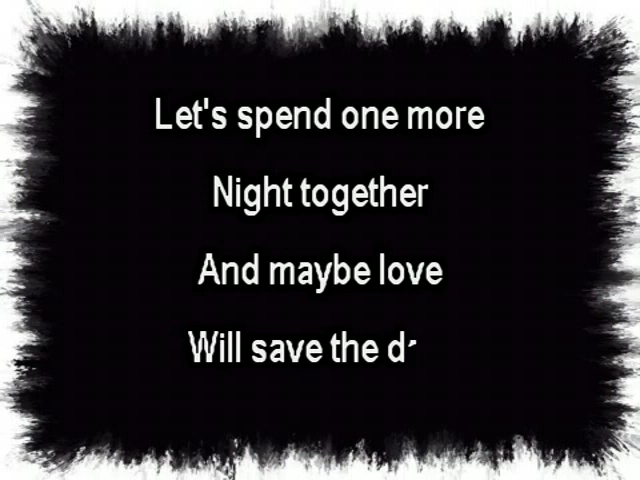 Let's spend one more
Night together
And maybe love
Will save the